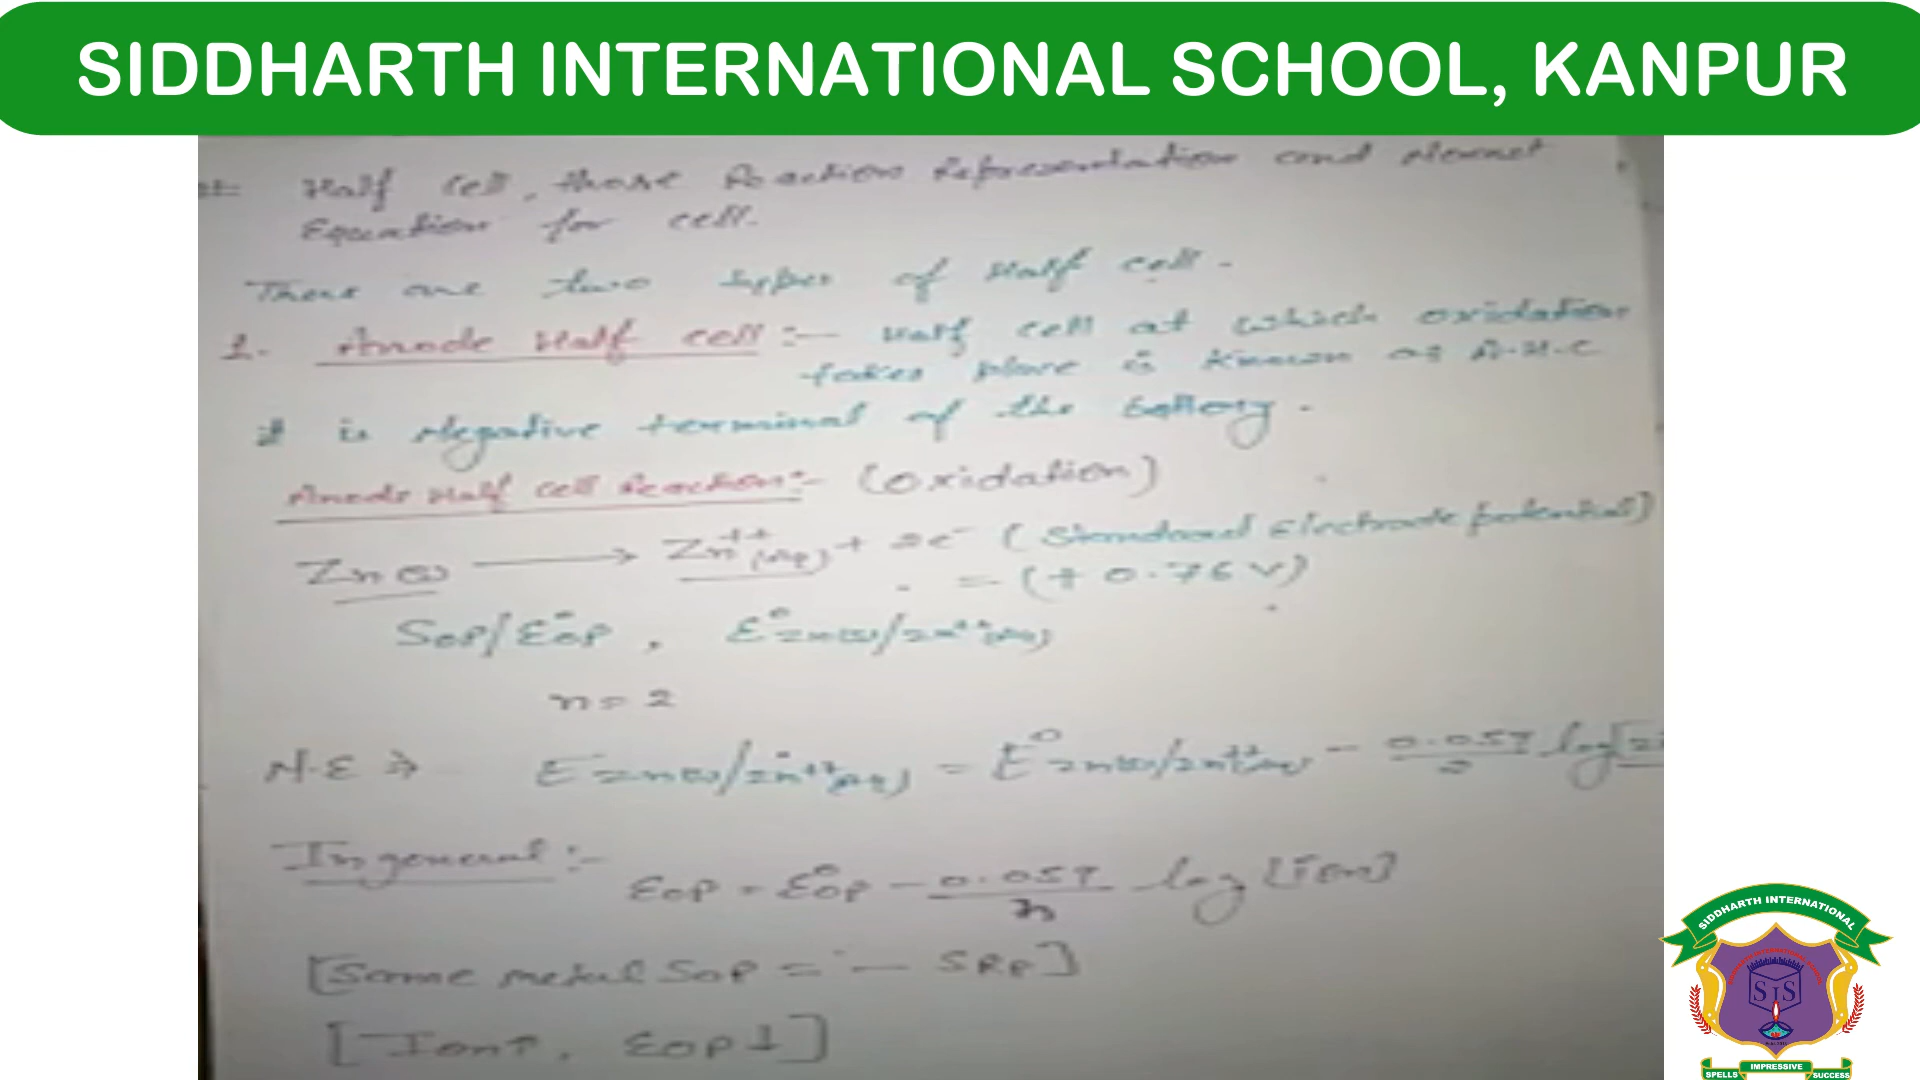 SIDDHARTH INTERNATIONAL SCHOOL, KANPUR
Half cell, those Reaction Representation and Nernst
Equation for cell.
There are two types of Half cell.
1. Anode Half cell :- Half cell at which oxidation
takes place is known as A.H.C
it is Negative terminal of the
Anode Half cell Reaction:- (Oxidation)
Zn(s) → Zn++(Aq) + 2e- (Standard Electrode potential)
= (+ 0.76 V)
SOP/E°OP , E°Zn(s)/Zn++(Aq)
n = 2
N.E ⇒ E Zn(s)/Zn++(Aq) = E° Zn(s)/Zn++(Aq) - 0.059/2 log[
In general :-
EOP = E°OP - 0.059/n log [ion]
[Same metal SOP = - SRP]
[Ion↑, EOP↓]
SIDDHARTH INTERNATIONAL
SIS
SPELLS IMPRESSIVE SUCCESS